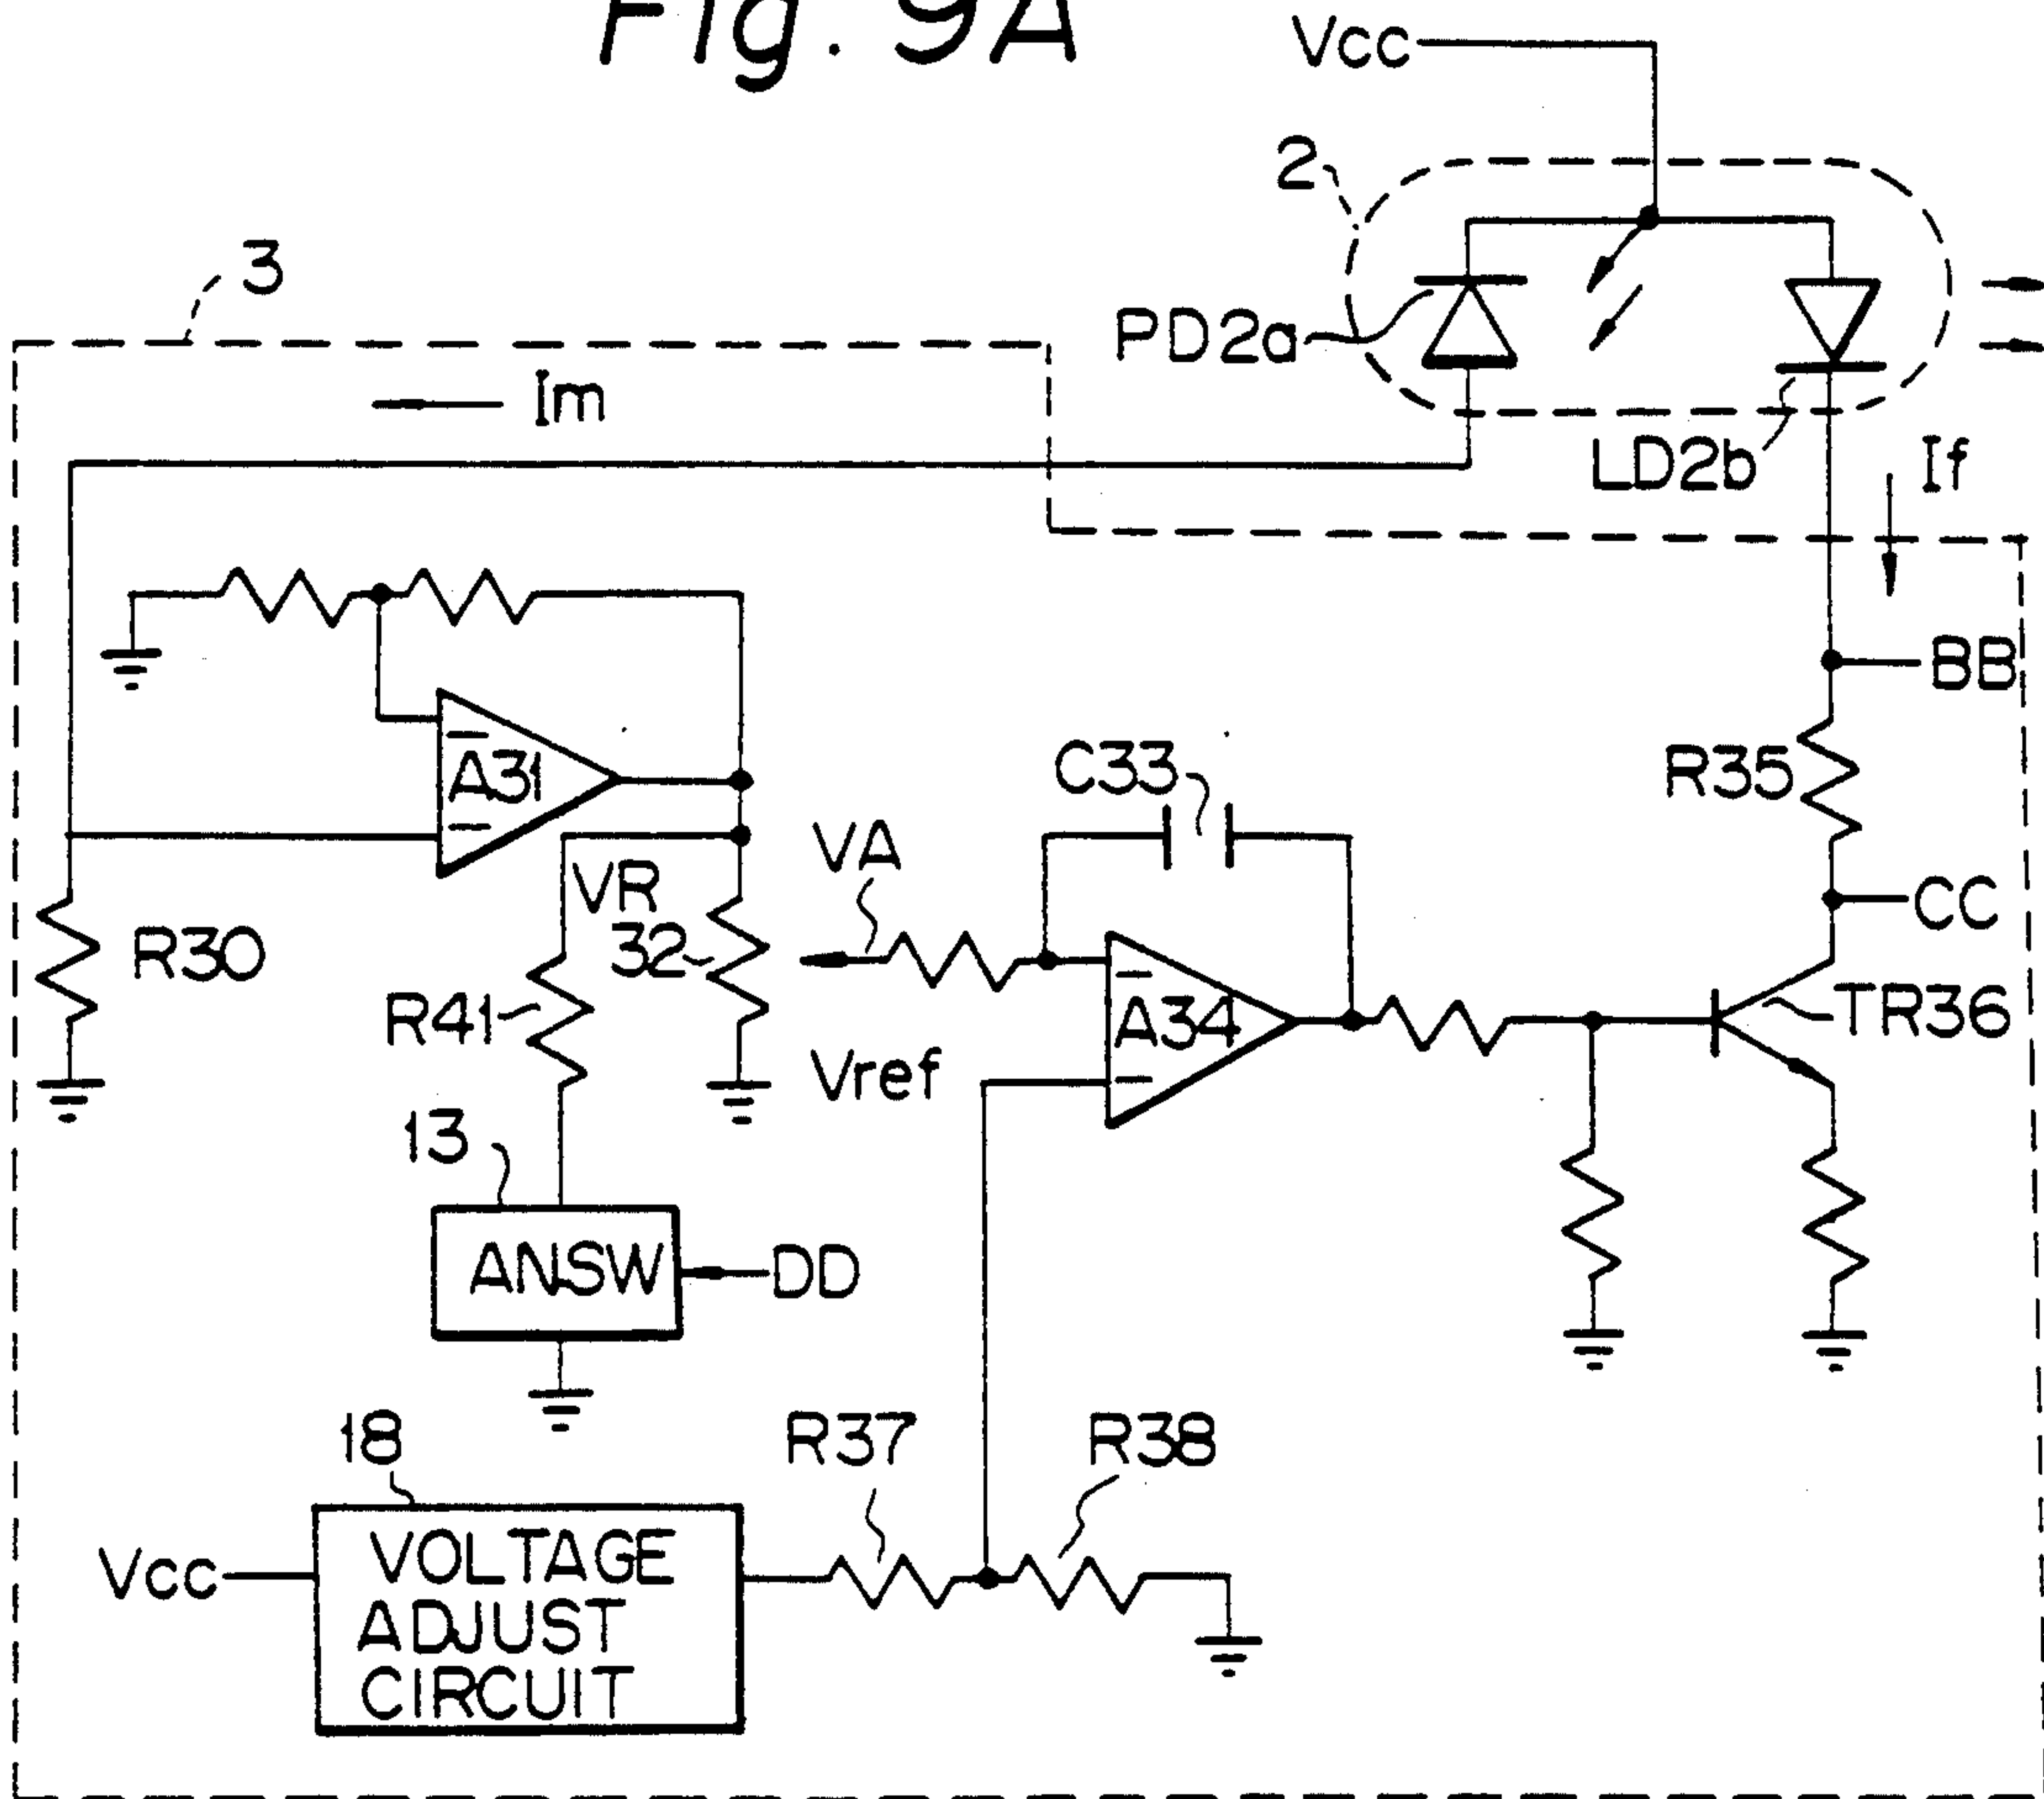 Fig. 9A
Vcc
2
3
PD2a
Im
LD2b
If
BB
A31
C33
R35
VA
VR
32
CC
R30
R41
A34
TR36
Vref
13
ANSW
DD
18
R37
R38
Vcc
VOLTAGE
ADJUST
CIRCUIT